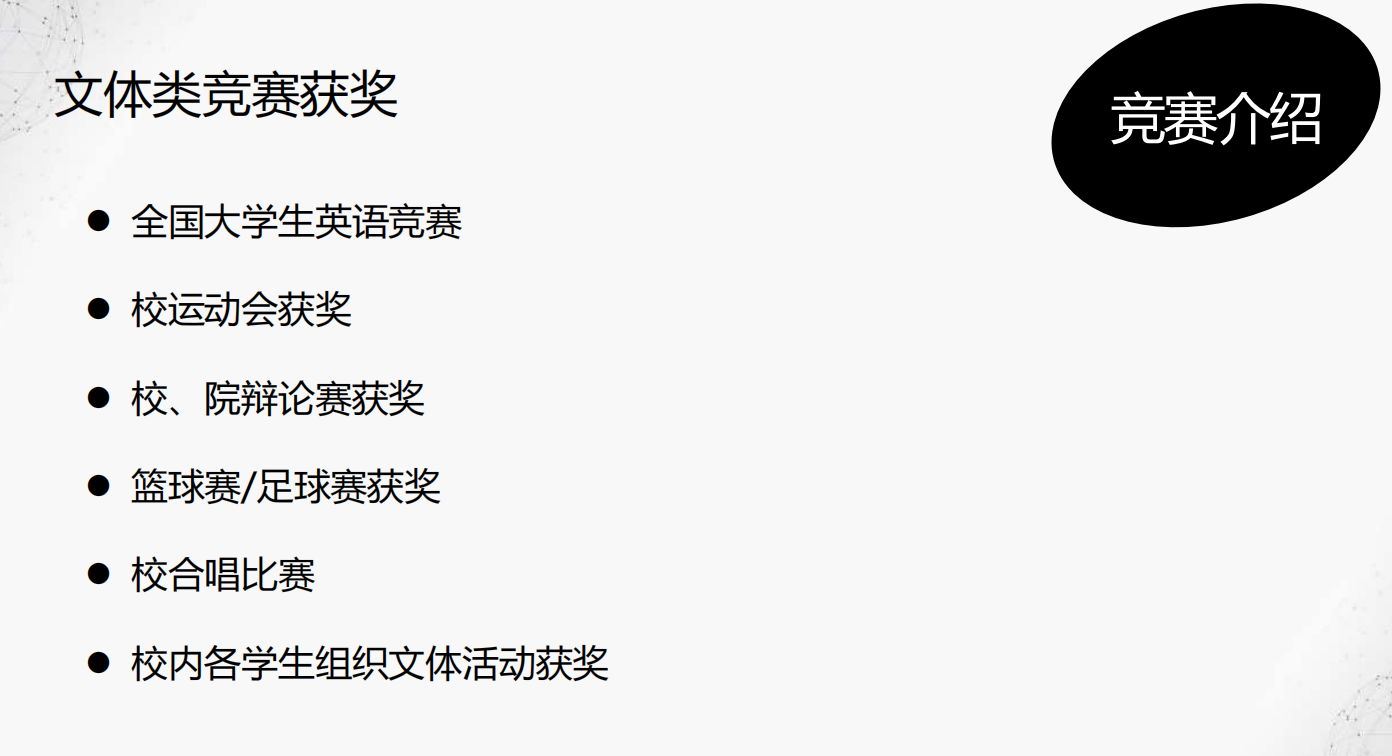 文体类竞赛获奖
竞赛介绍
● 全国大学生英语竞赛
● 校运动会获奖
● 校、院辩论赛获奖
● 篮球赛/足球赛获奖
● 校合唱比赛
● 校内各学生组织文体活动获奖